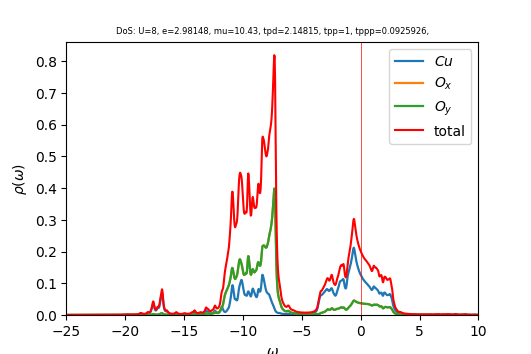 DoS: U=8, e=2.98148, mu=10.43, tpd=2.14815, tpp=1, tppp=0.0925926,
Cu
O_x
O_y
total
ρ(ω)
0.8
0.7
0.6
0.5
0.4
0.3
0.2
0.1
0.0
−25 −20 −15 −10 −5 0 5 10
ω